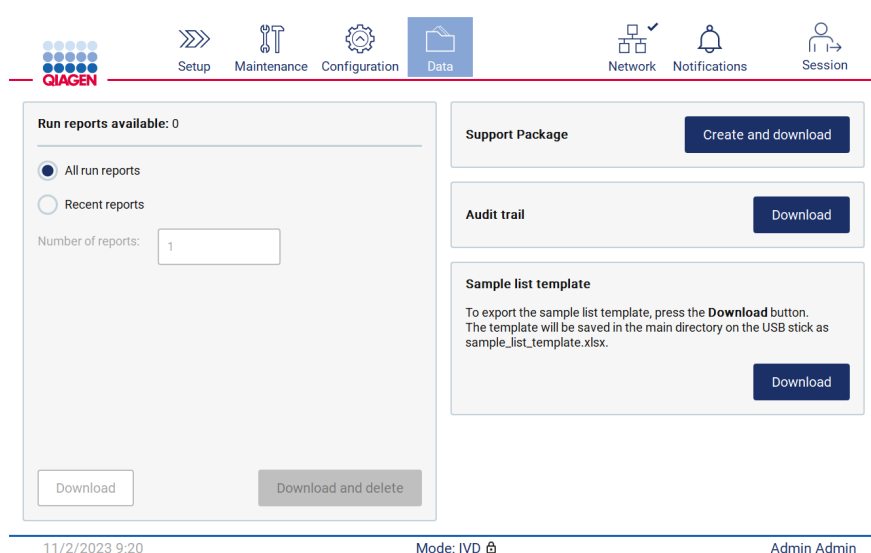 QIAGEN
Setup
Maintenance
Configuration
Data
Network
Notifications
Session
Run reports available: 0
All run reports
Recent reports
Number of reports:
1
Download
Download and delete
Support Package
Create and download
Audit trail
Download
Sample list template
To export the sample list template, press the Download button.
The template will be saved in the main directory on the USB stick as
sample_list_template.xlsx.
Download
11/2/2023 9:20
Mode: IVD
Admin Admin